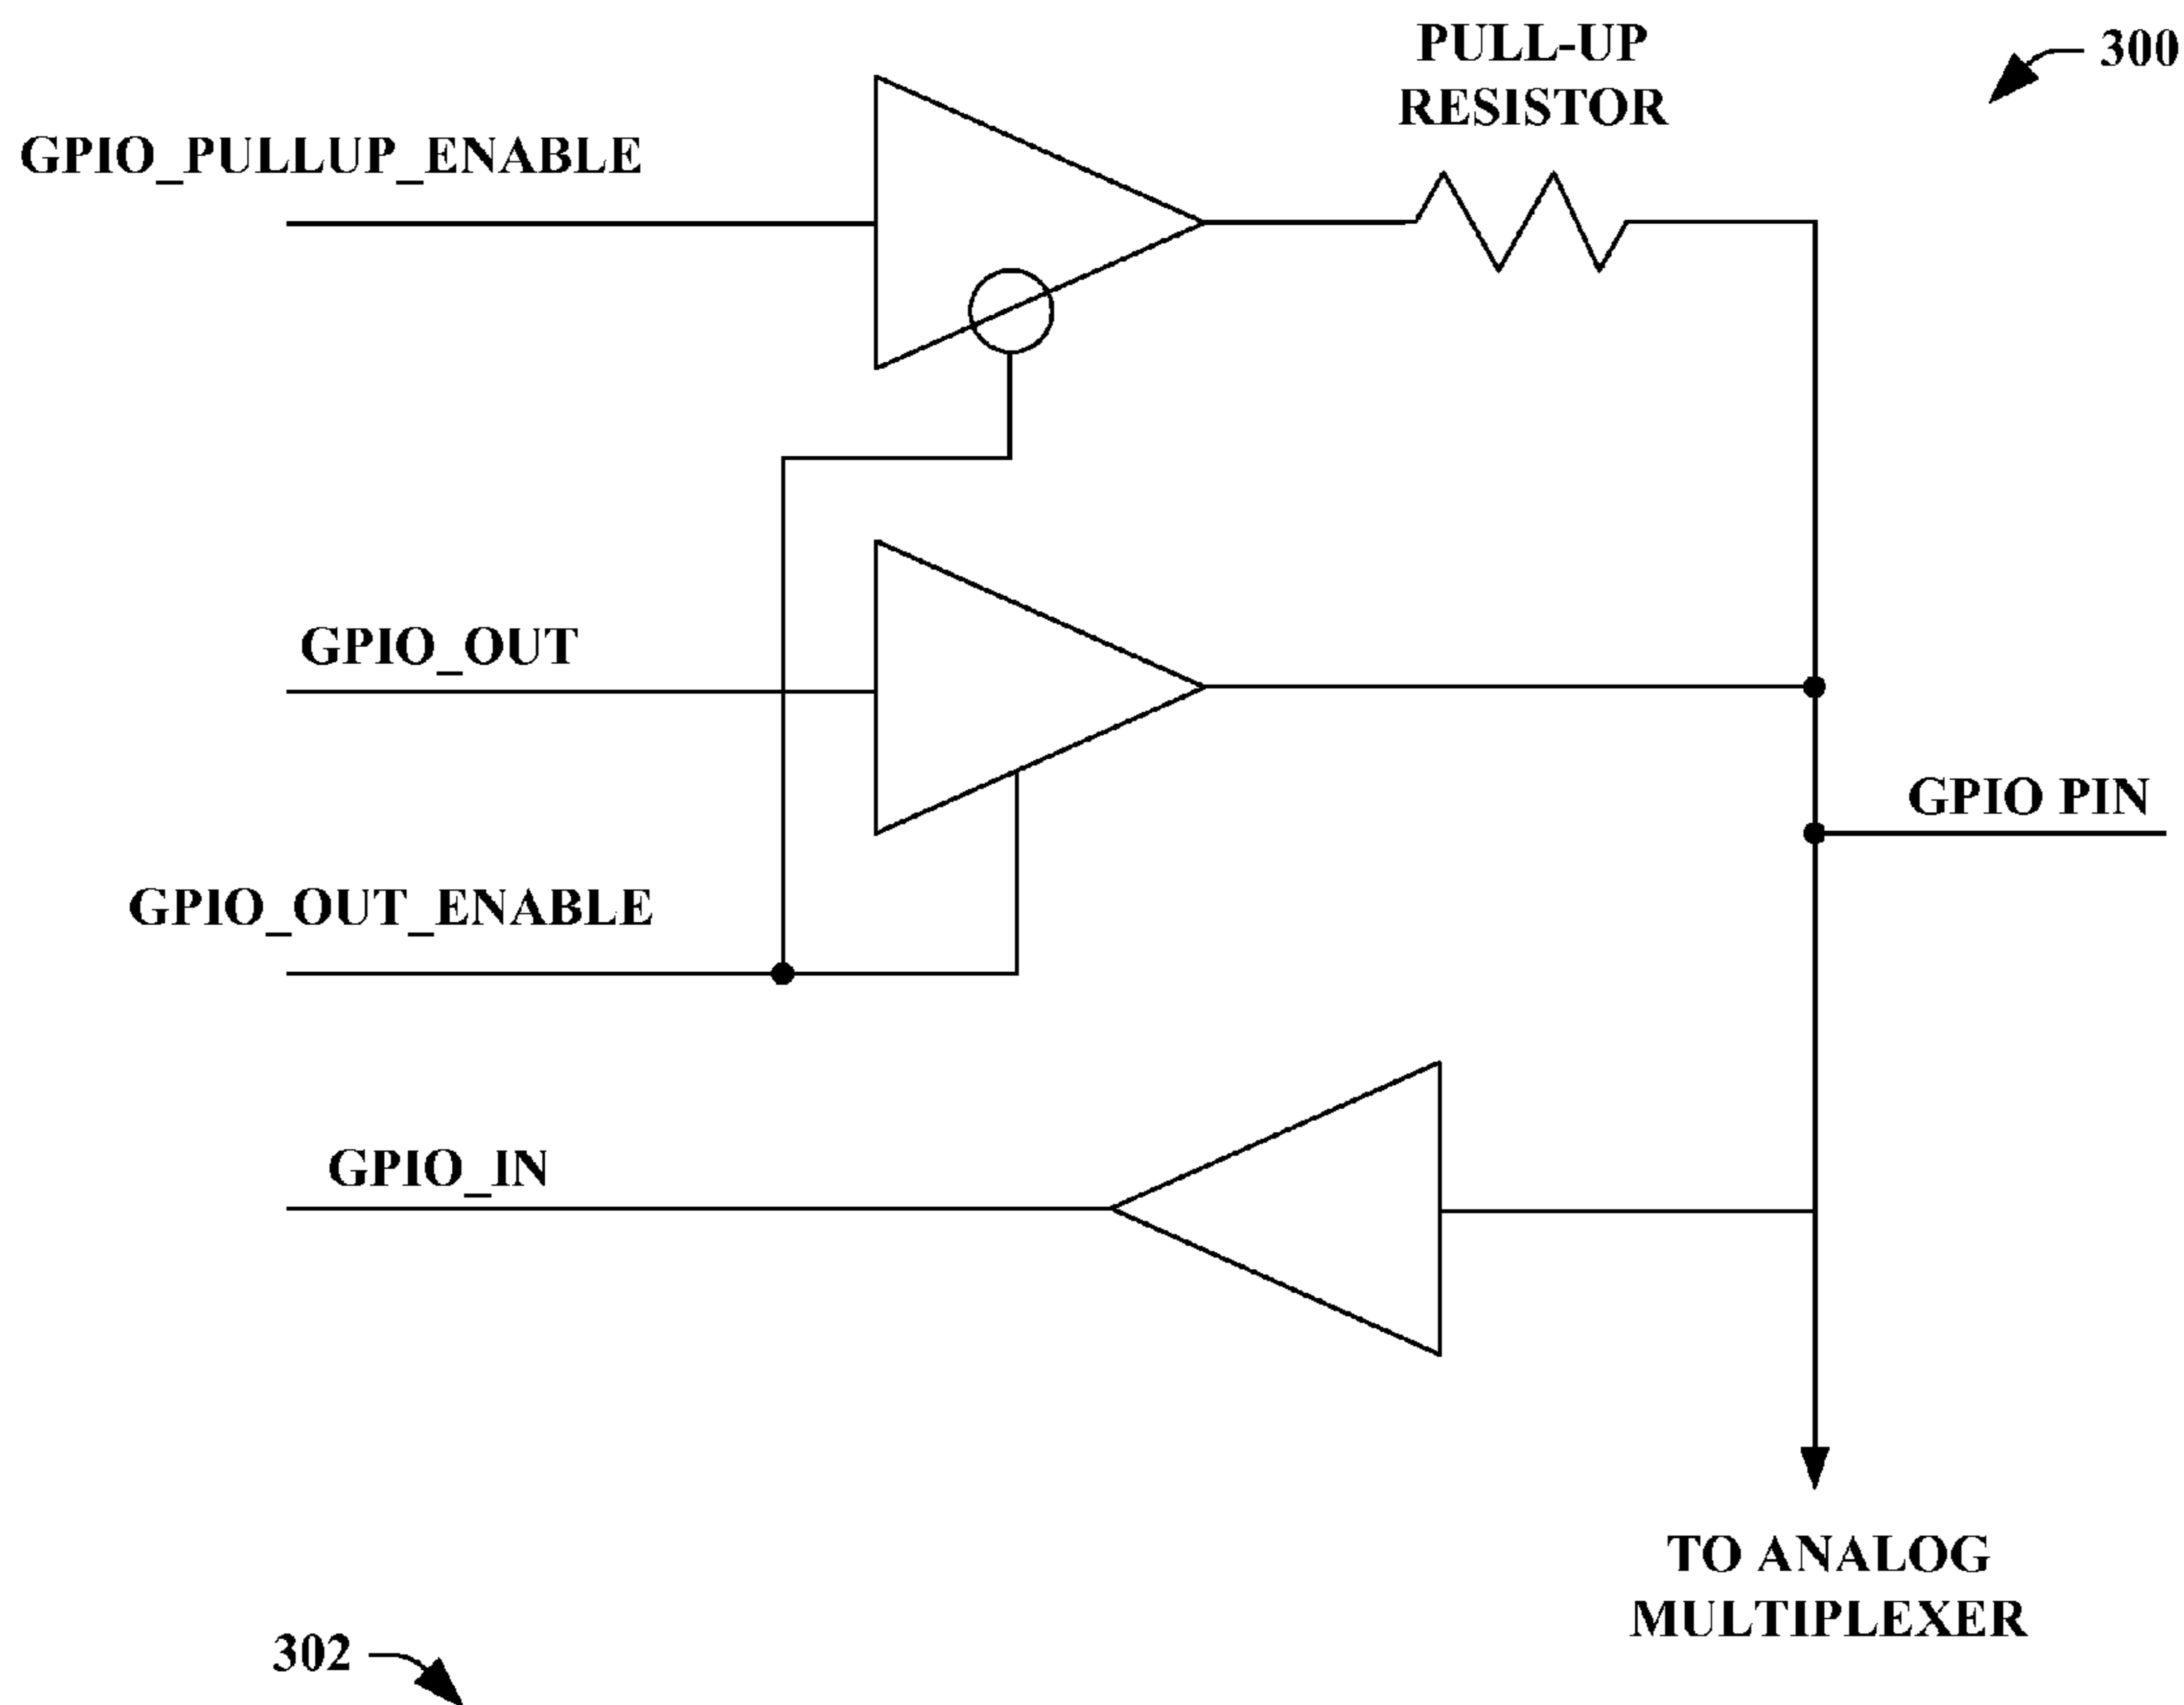 PULL-UP
RESISTOR
300
GPIO_PULLUP_ENABLE
GPIO_OUT
GPIO PIN
GPIO_OUT_ENABLE
GPIO_IN
TO ANALOG
MULTIPLEXER
302